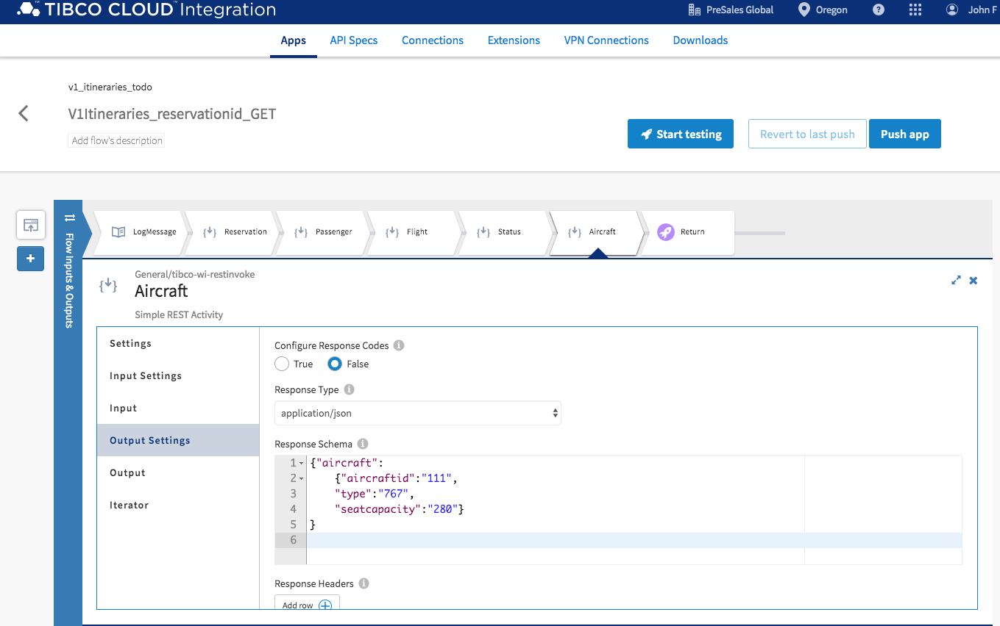 TIBCO CLOUD™ Integration
PreSales Global
Oregon
?
John F
Apps
API Specs
Connections
Extensions
VPN Connections
Downloads
v1_itineraries_todo
V1Itineraries_reservationid_GET
Add flow's description
Start testing
Revert to last push
Push app
Flow Inputs & Outputs
LogMessage
Reservation
Passenger
Flight
Status
Aircraft
Return
General/tibco-wi-restinvoke
Aircraft
Simple REST Activity
Settings
Input Settings
Input
Output Settings
Output
Iterator
Configure Response Codes
True
False
Response Type
application/json
Response Schema
1 {"aircraft":
2 {"aircraftid":"111",
3 "type":"767",
4 "seatcapacity":"280"}
5 }
6
Response Headers
Add row